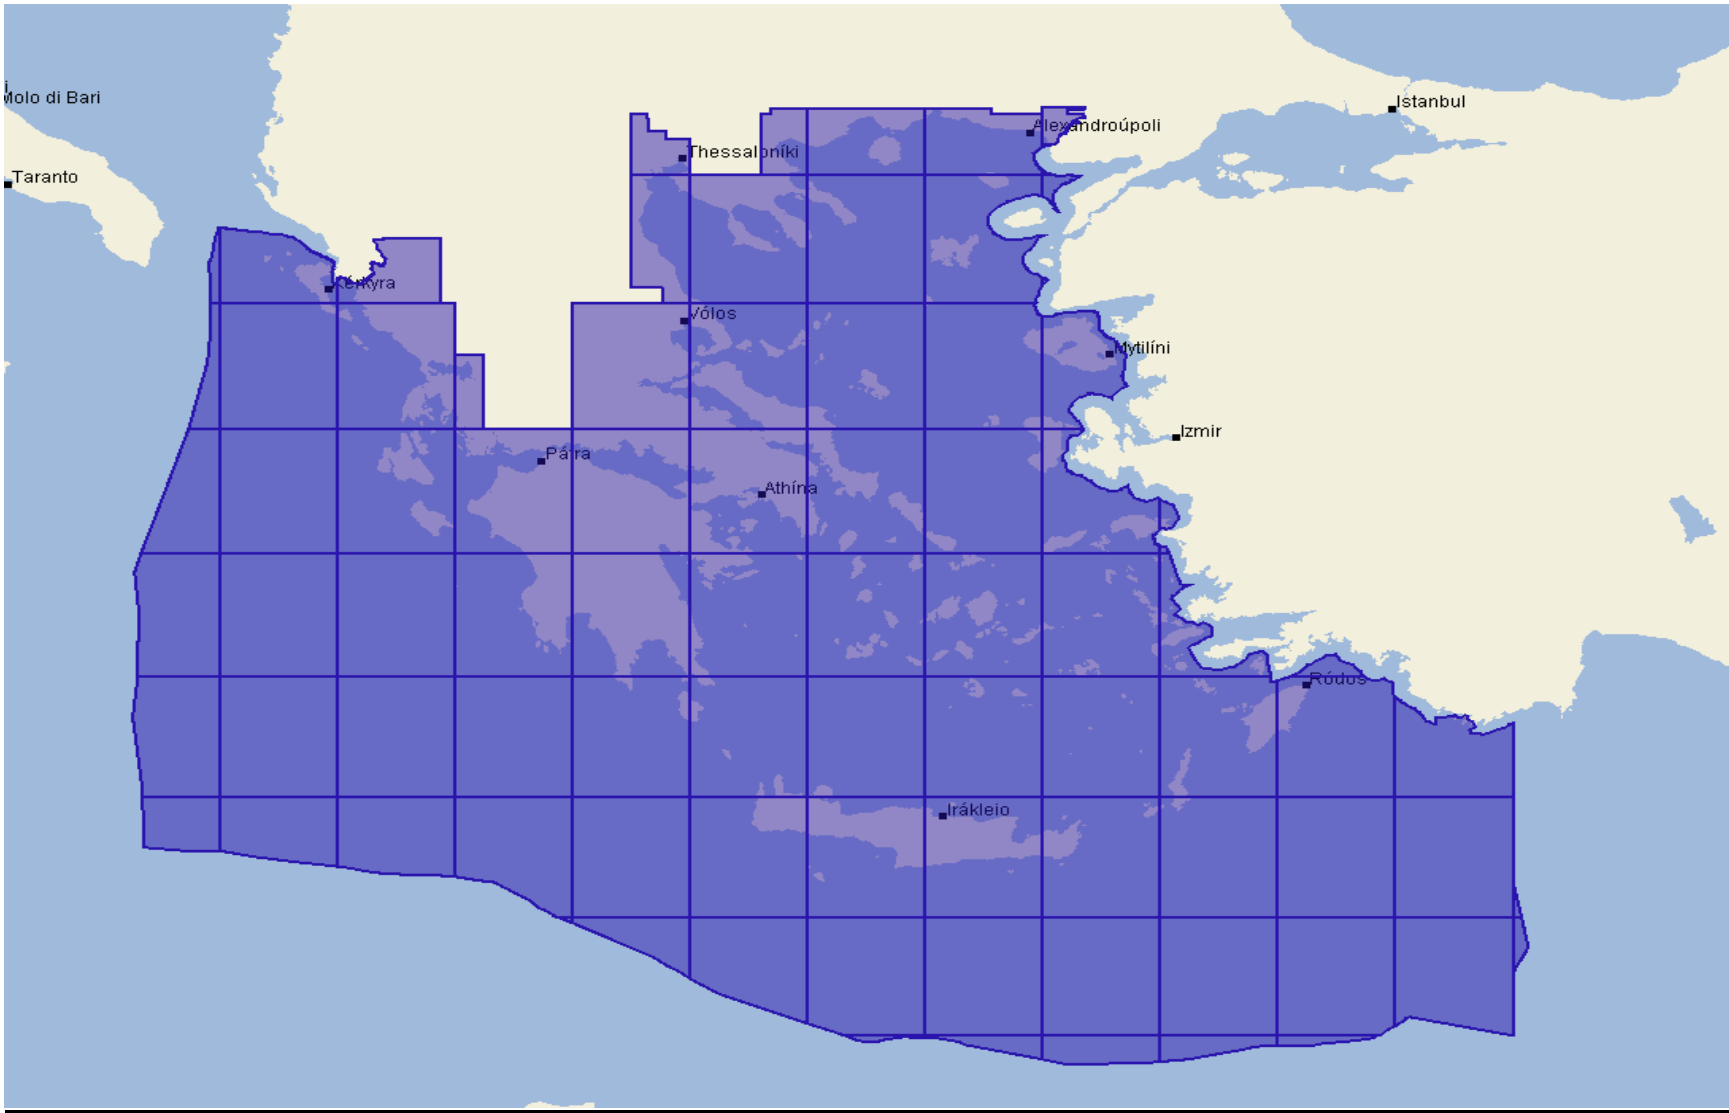 i
Molo di Bari
Istanbul
Alexandroúpoli
Thessaloníki
Taranto
Kérkyra
Vólos
Mytilíni
Izmir
Pátra
Athína
Ródos
Irákleio